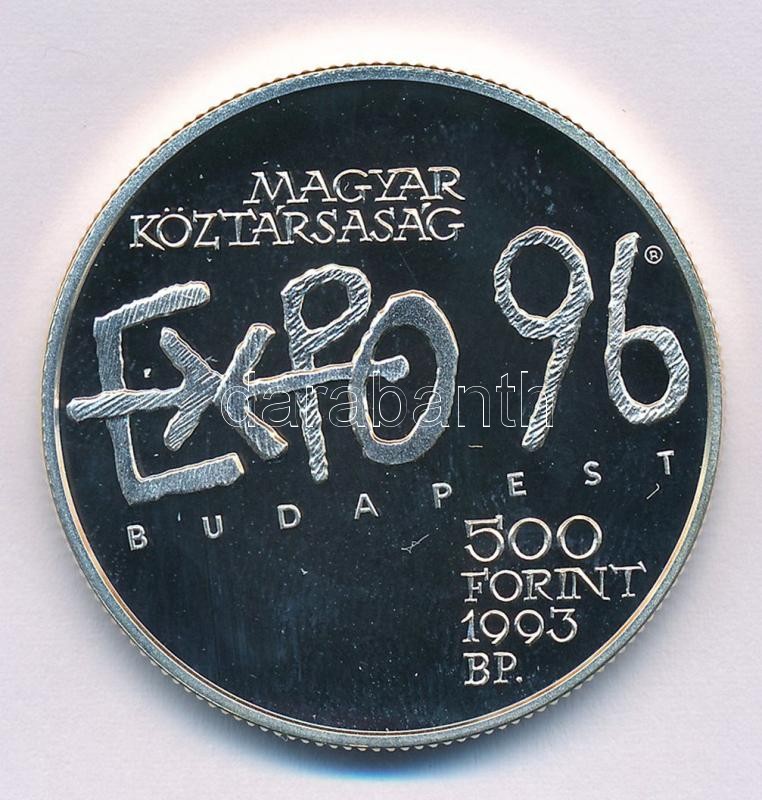 MAGYAR
KÖZTÁRSASÁG
EXPO 96 ®
BUDAPEST
500
FORINT
1993
BP.
darabanth